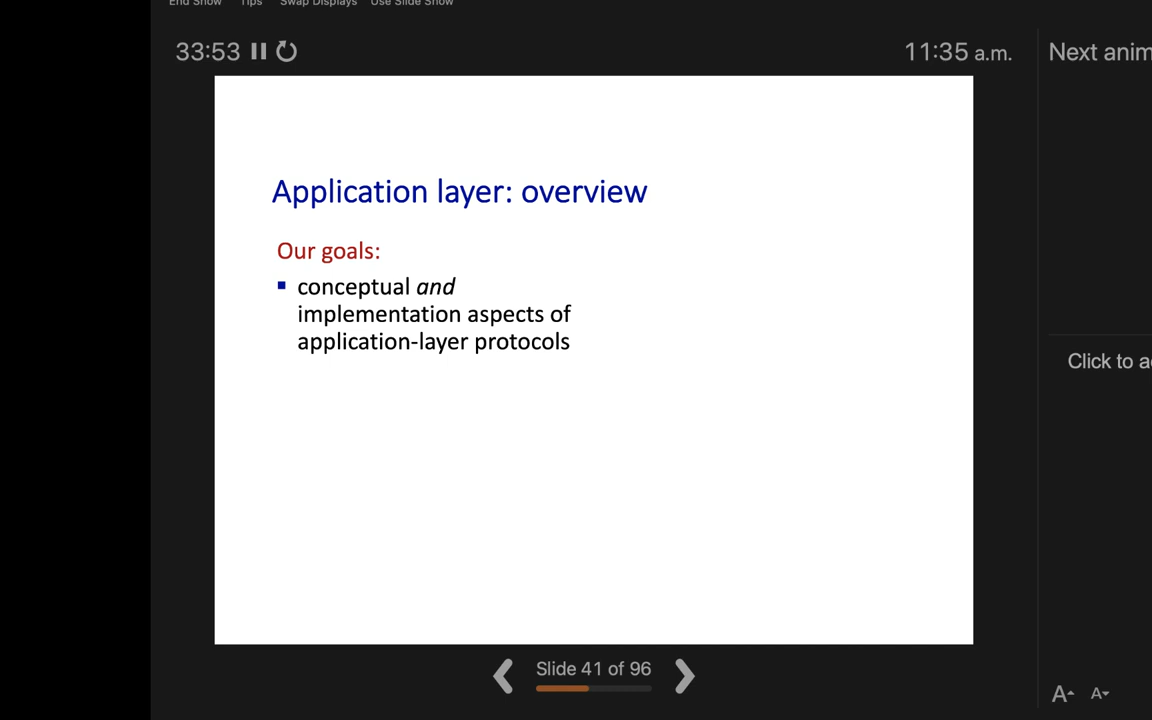 End Show Tips Swap Displays Use Slide Show
33:53 11:35 a.m. Next anim
Application layer: overview
Our goals:
▪ conceptual and
implementation aspects of
application-layer protocols
Click to a
Slide 41 of 96
A A